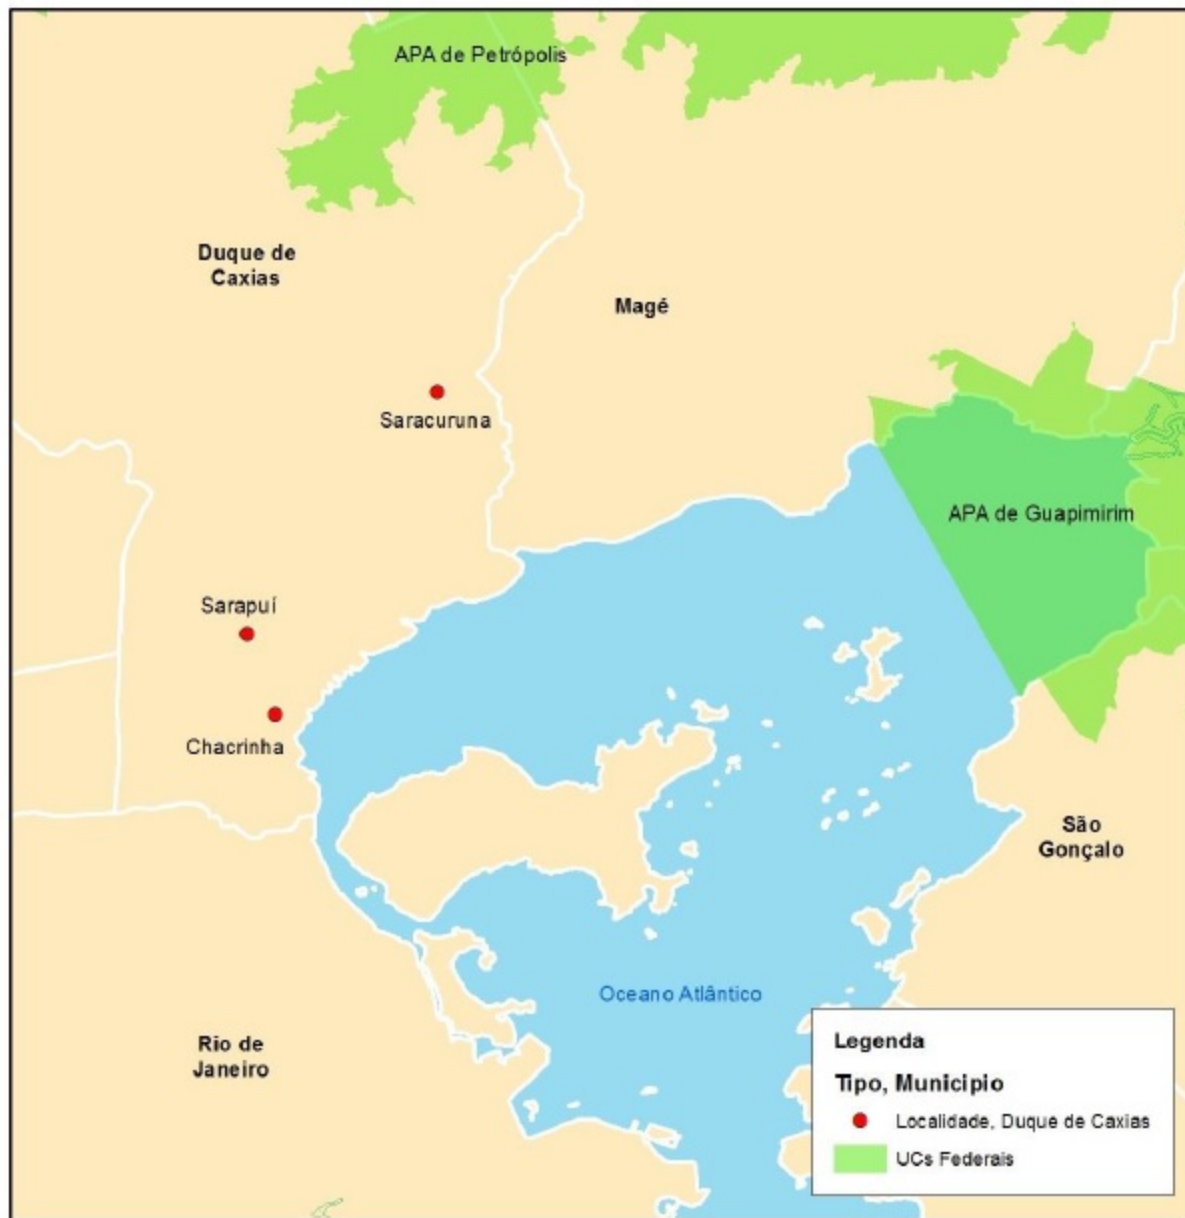 APA de Petrópolis
Duque de
Caxias
Magé
Saracuruna
APA de Guapimirim
Sarapuí
Chacrinha
São
Gonçalo
Oceano Atlântico
Rio de
Janeiro
Legenda
Tipo, Municipio
Localidade, Duque de Caxias
UCs Federais